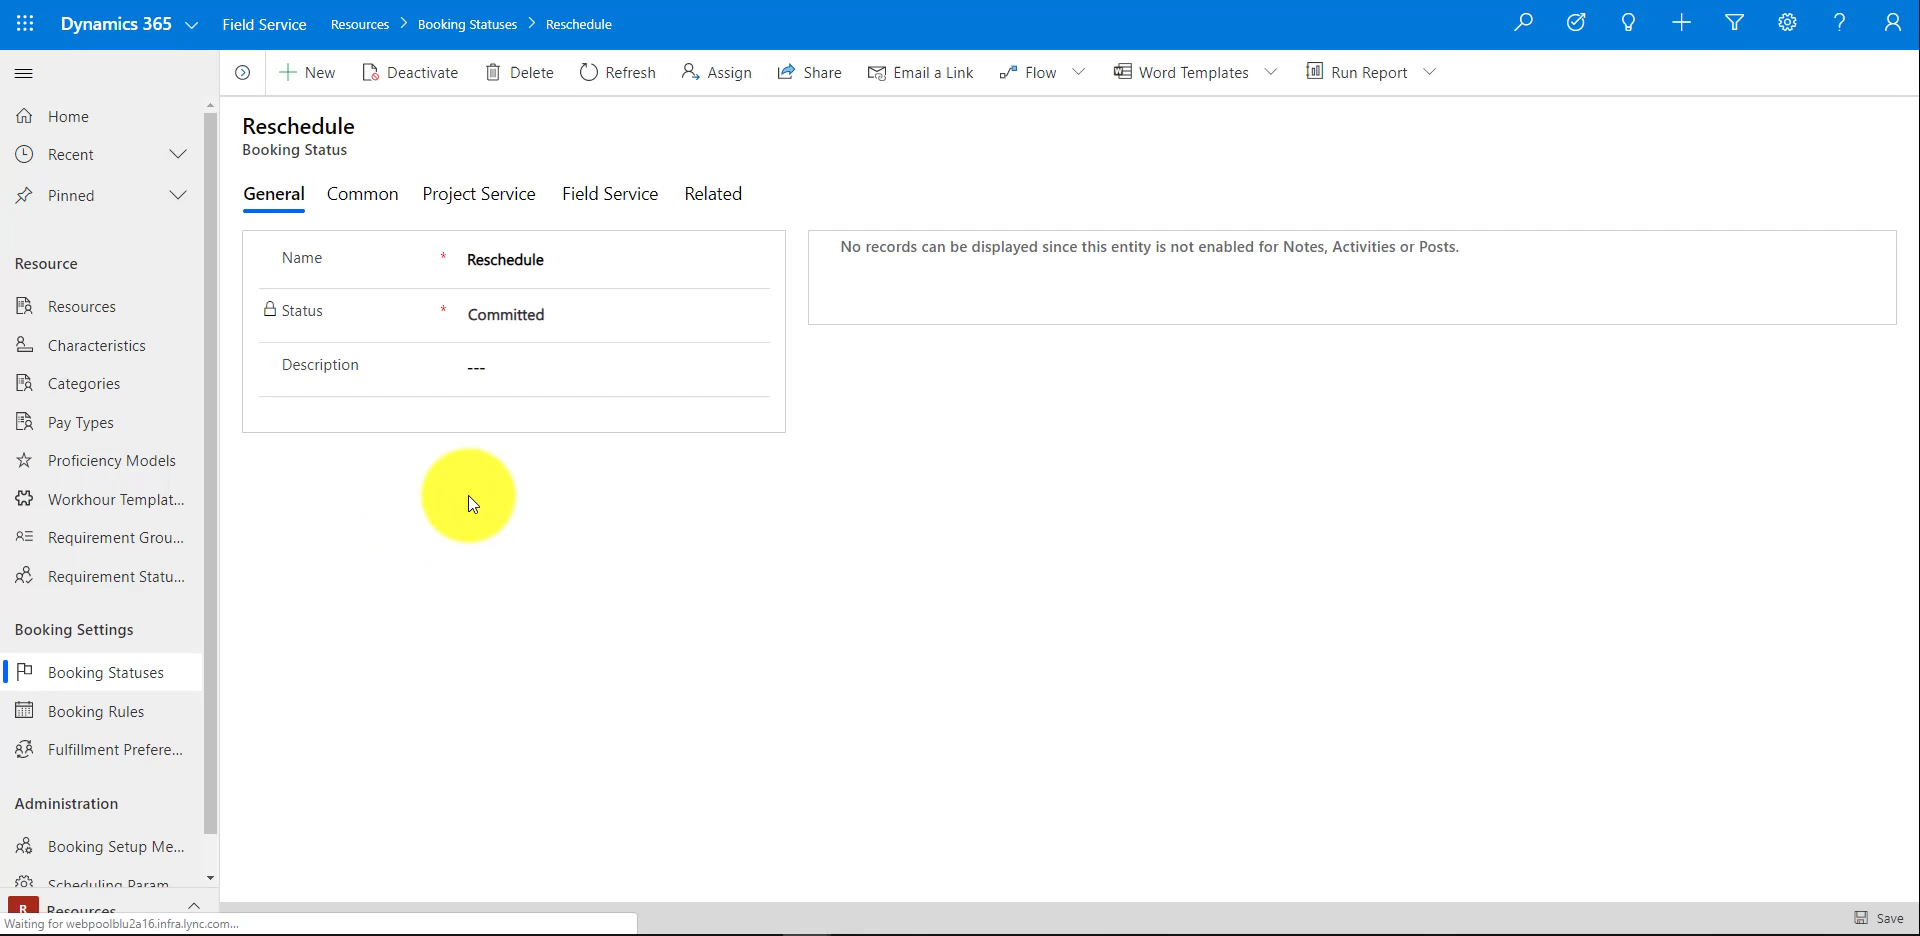 Dynamics 365 Field Service Resources Booking Statuses Reschedule
New Deactivate Delete Refresh Assign Share Email a Link Flow Word Templates Run Report
Home
Recent
Pinned
Resource
Resources
Characteristics
Categories
Pay Types
Proficiency Models
Workhour Templat...
Requirement Grou...
Requirement Statu...
Booking Settings
Booking Statuses
Booking Rules
Fulfillment Prefere...
Administration
Booking Setup Me...
Scheduling Param
R Resources
Waiting for webpoolblu2a16.infra.lync.com...
Reschedule
Booking Status
General Common Project Service Field Service Related
Name * Reschedule
Status * Committed
Description ---
No records can be displayed since this entity is not enabled for Notes, Activities or Posts.
Save